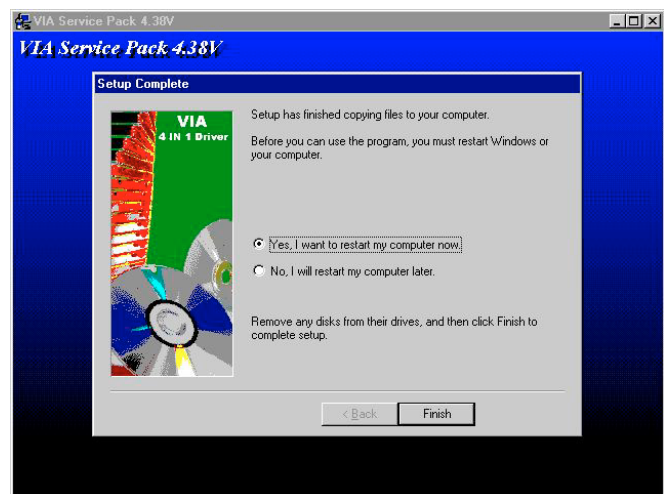 VIA Service Pack 4.38V
VIA Service Pack 4.38V
Setup Complete
VIA
4 IN 1 Driver
Setup has finished copying files to your computer.
Before you can use the program, you must restart Windows or
your computer.
Yes, I want to restart my computer now.
No, I will restart my computer later.
Remove any disks from their drives, and then click Finish to
complete setup.
< Back
Finish